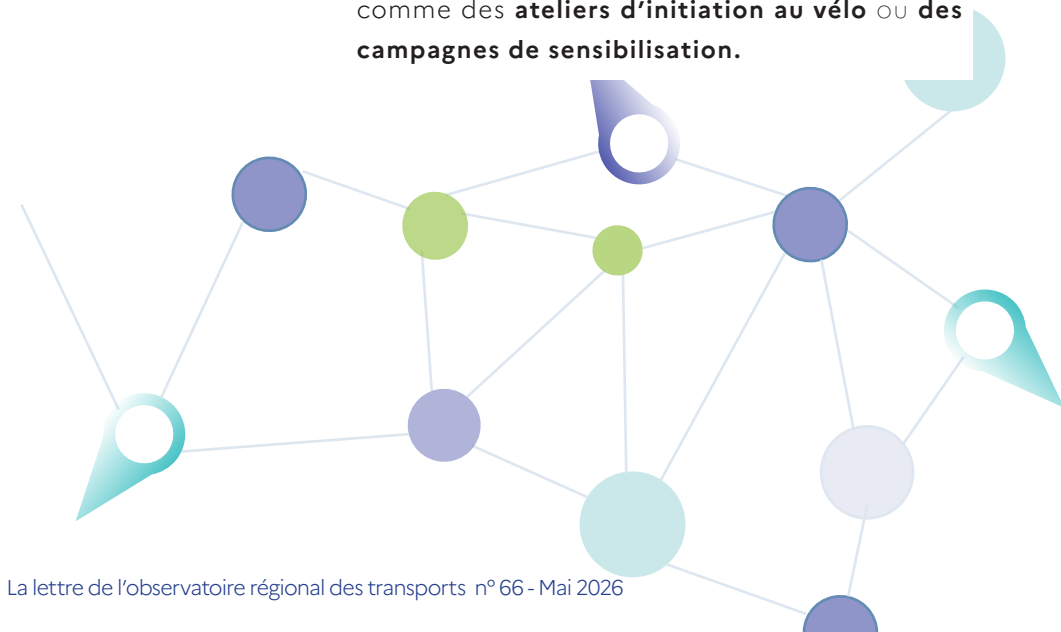 comme des ateliers d’initiation au vélo ou des
campagnes de sensibilisation.
La lettre de l’observatoire régional des transports n° 66 - Mai 2026